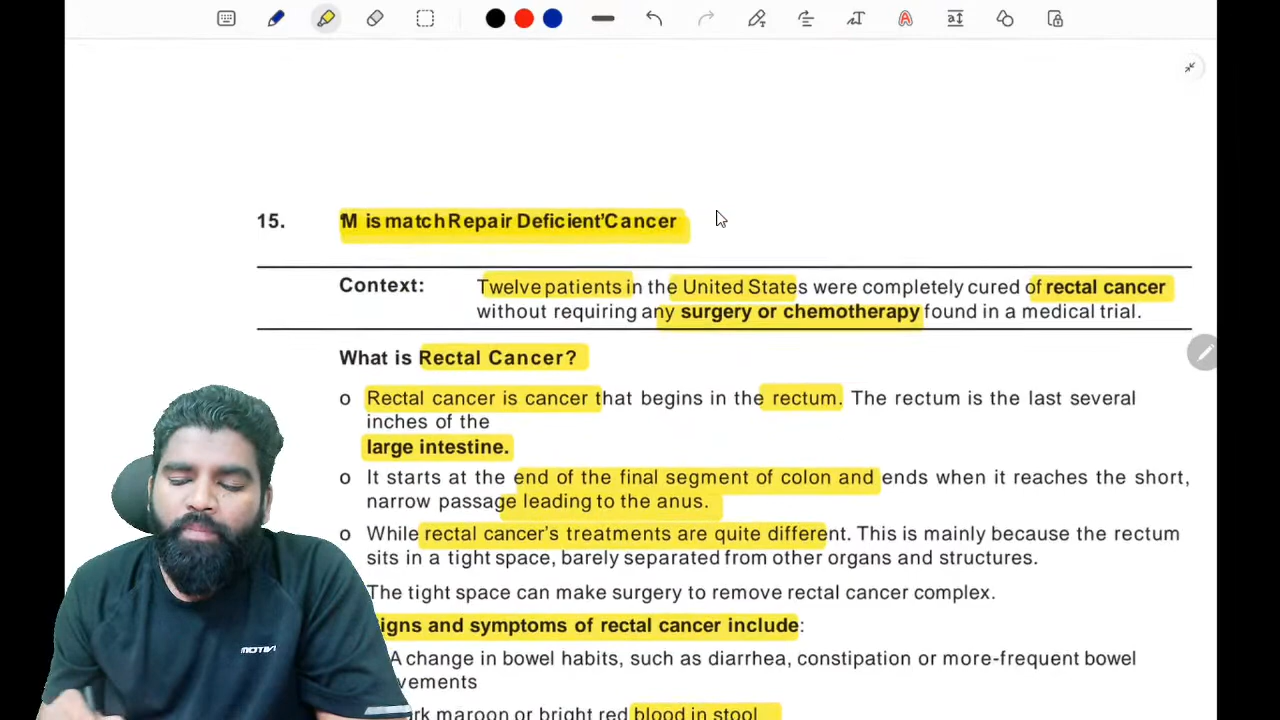 15. 'M is match Repair Deficient'Cancer
Context: Twelve patients in the United States were completely cured of rectal cancer
without requiring any surgery or chemotherapy found in a medical trial.
What is Rectal Cancer?
o Rectal cancer is cancer that begins in the rectum. The rectum is the last several
inches of the
large intestine.
o It starts at the end of the final segment of colon and ends when it reaches the short,
narrow passage leading to the anus.
o While rectal cancer's treatments are quite different. This is mainly because the rectum
sits in a tight space, barely separated from other organs and structures.
The tight space can make surgery to remove rectal cancer complex.
igns and symptoms of rectal cancer include:
A change in bowel habits, such as diarrhea, constipation or more-frequent bowel
vements
rk maroon or bright red blood in stool